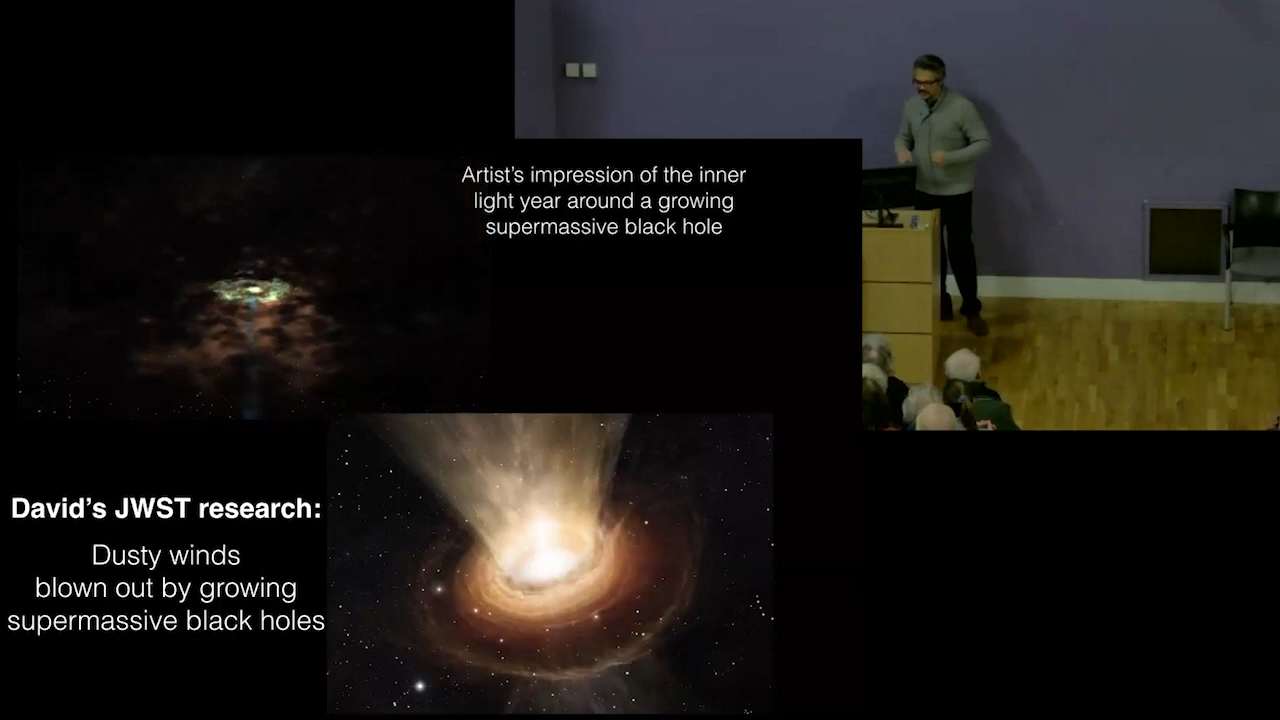 Artist's impression of the inner
light year around a growing
supermassive black hole
David's JWST research:
Dusty winds
blown out by growing
supermassive black holes